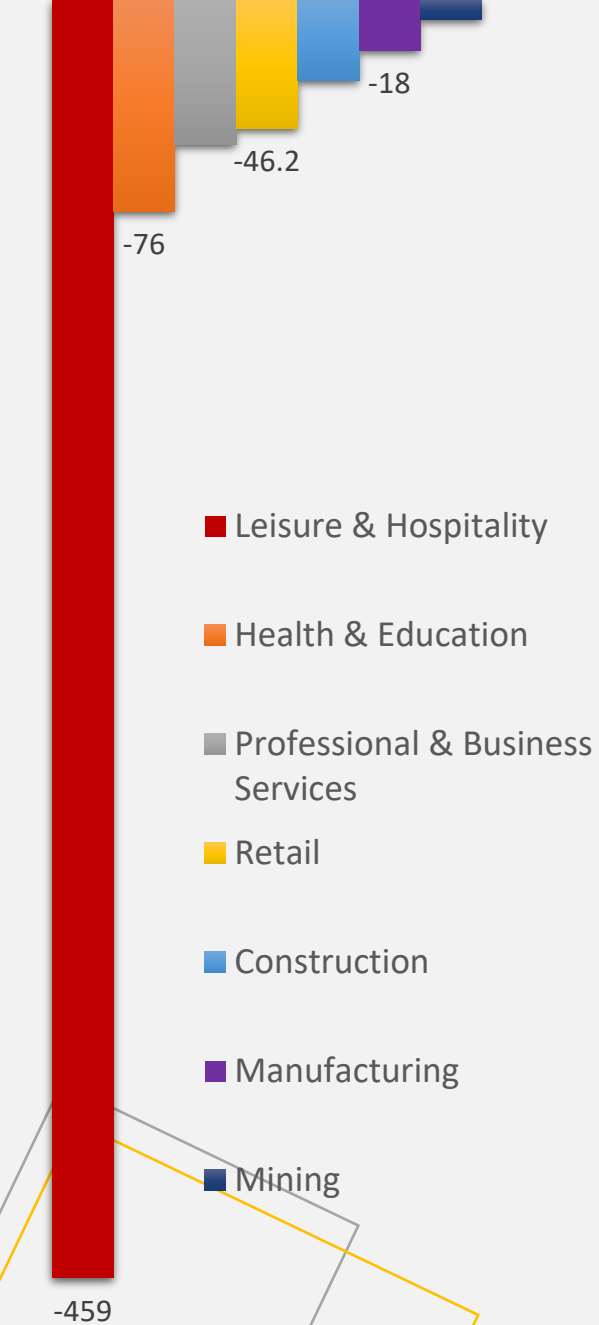 -18
-46.2
-76
Leisure & Hospitality
Health & Education
Professional & Business
Services
Retail
Construction
Manufacturing
Mining
-459